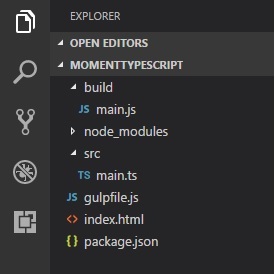 EXPLORER
OPEN EDITORS
MOMENTTYPESCRIPT
build
JS main.js
node_modules
src
TS main.ts
JS gulpfile.js
<> index.html
{} package.json